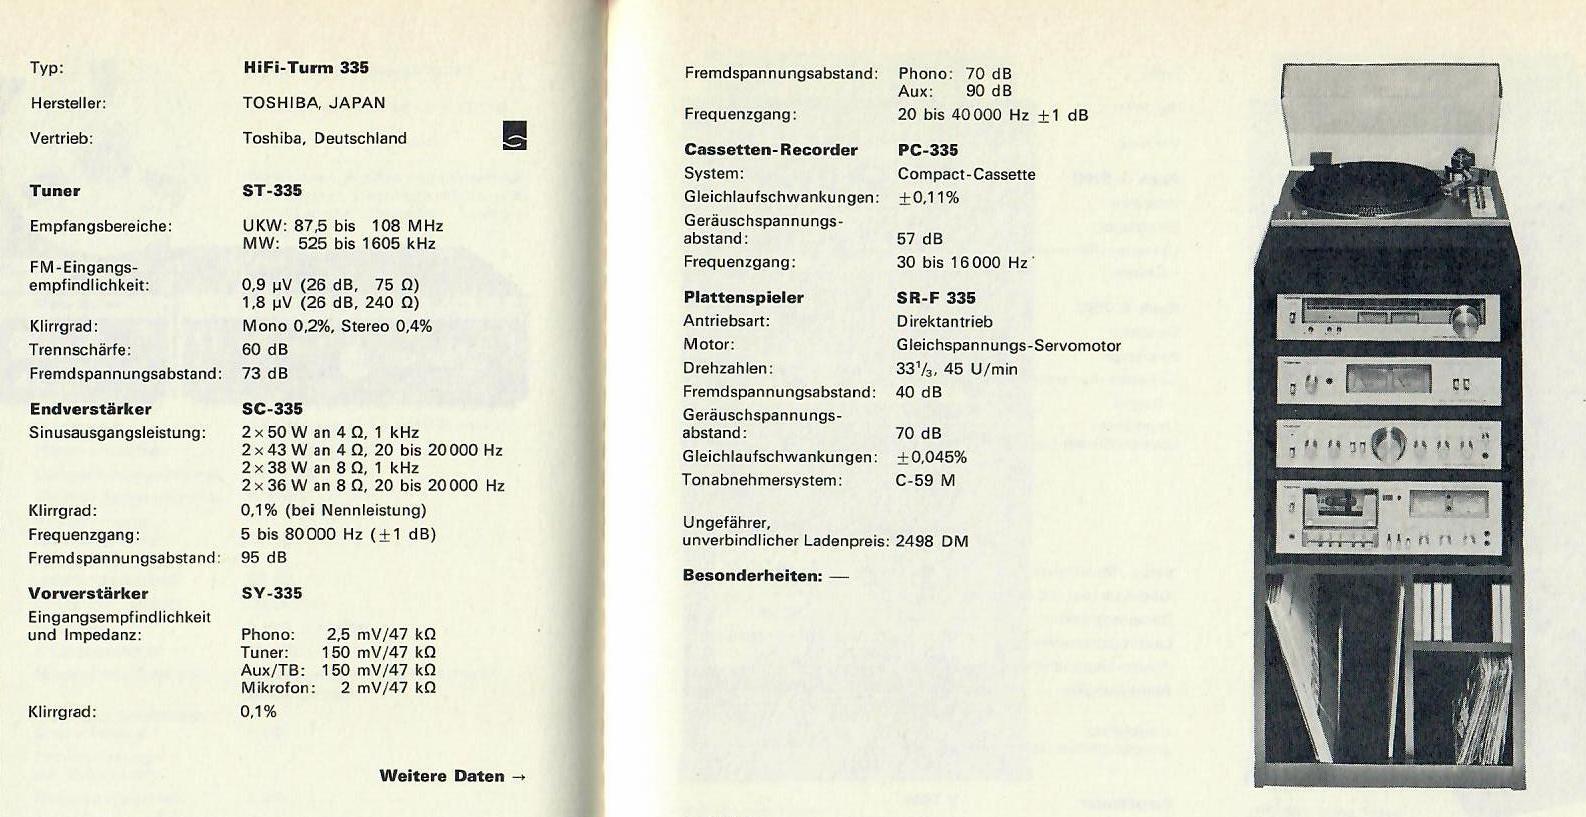 Typ: HiFi-Turm 335
Hersteller: TOSHIBA, JAPAN
Vertrieb: Toshiba, Deutschland
Tuner ST-335
Empfangsbereiche: UKW: 87,5 bis 108 MHz
MW: 525 bis 1605 kHz
FM-Eingangs-
empfindlichkeit: 0,9 µV (26 dB, 75 Ω)
1,8 µV (26 dB, 240 Ω)
Klirrgrad: Mono 0,2%, Stereo 0,4%
Trennschärfe: 60 dB
Fremdspannungsabstand: 73 dB
Endverstärker SC-335
Sinusausgangsleistung: 2×50 W an 4 Ω, 1 kHz
2×43 W an 4 Ω, 20 bis 20000 Hz
2×38 W an 8 Ω, 1 kHz
2×36 W an 8 Ω, 20 bis 20000 Hz
Klirrgrad: 0,1% (bei Nennleistung)
Frequenzgang: 5 bis 80000 Hz (±1 dB)
Fremdspannungsabstand: 95 dB
Vorverstärker SY-335
Eingangsempfindlichkeit
und Impedanz: Phono: 2,5 mV/47 kΩ
Tuner: 150 mV/47 kΩ
Aux/TB: 150 mV/47 kΩ
Mikrofon: 2 mV/47 kΩ
Klirrgrad: 0,1%
Weitere Daten →
Fremdspannungsabstand: Phono: 70 dB
Aux: 90 dB
Frequenzgang: 20 bis 40000 Hz ±1 dB
Cassetten-Recorder PC-335
System: Compact-Cassette
Gleichlaufschwankungen: ±0,11%
Geräuschspannungs-
abstand: 57 dB
Frequenzgang: 30 bis 16000 Hz
Plattenspieler SR-F 335
Antriebsart: Direktantrieb
Motor: Gleichspannungs-Servomotor
Drehzahlen: 33¹/₃, 45 U/min
Fremdspannungsabstand: 40 dB
Geräuschspannungs-
abstand: 70 dB
Gleichlaufschwankungen: ±0,045%
Tonabnehmersystem: C-59 M
Ungefährer,
unverbindlicher Ladenpreis: 2498 DM
Besonderheiten: —